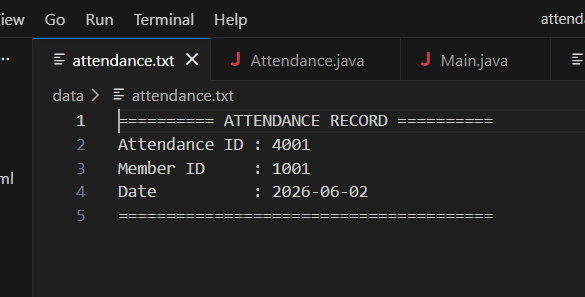 iew Go Run Terminal Help attenda
attendance.txt Attendance.java Main.java
data > attendance.txt
1 ========== ATTENDANCE RECORD ==========
2 Attendance ID : 4001
3 Member ID     : 1001
4 Date          : 2026-06-02
ml
5 =======================================